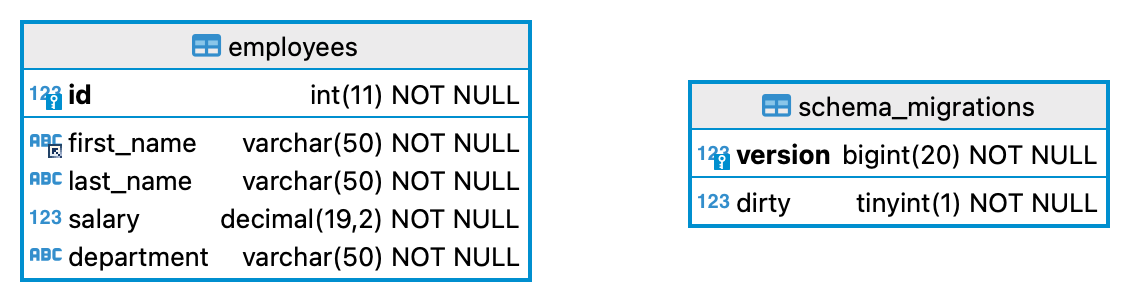 employees
123 id int(11) NOT NULL
ABC first_name varchar(50) NOT NULL
ABC last_name varchar(50) NOT NULL
123 salary decimal(19,2) NOT NULL
ABC department varchar(50) NOT NULL
schema_migrations
123 version bigint(20) NOT NULL
123 dirty tinyint(1) NOT NULL